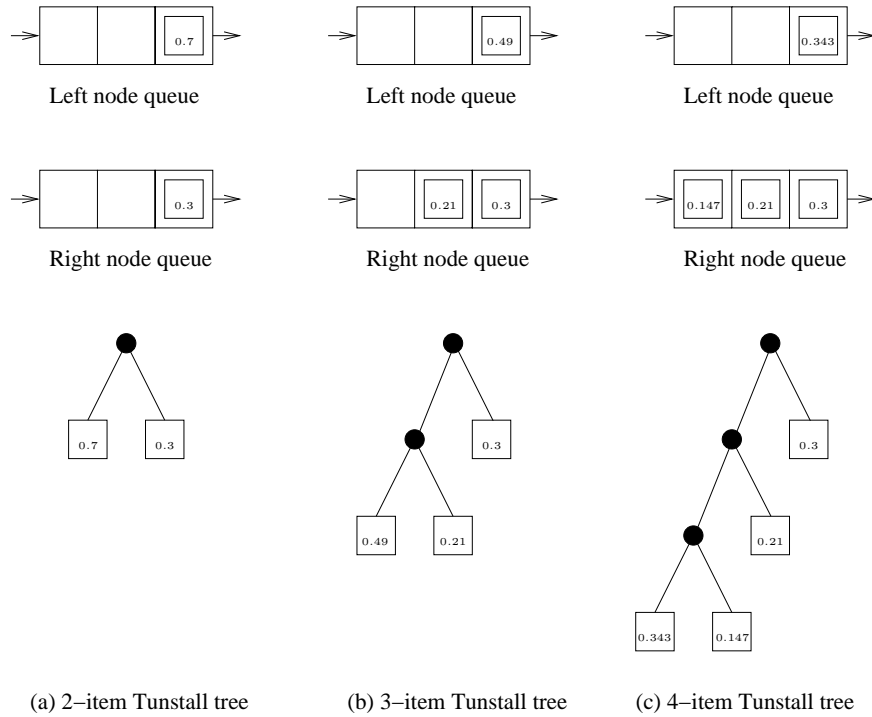 0.7 0.49 0.343
Left node queue Left node queue Left node queue
0.3 0.21 0.3 0.147 0.21 0.3
Right node queue Right node queue Right node queue
0.7 0.3 0.3 0.3
0.49 0.21 0.21
0.343 0.147
(a) 2−item Tunstall tree (b) 3−item Tunstall tree (c) 4−item Tunstall tree